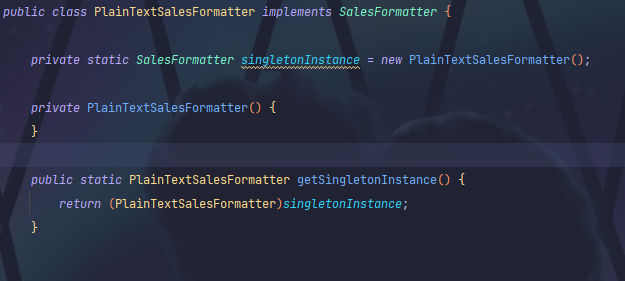 public class PlainTextSalesFormatter implements SalesFormatter {
private static SalesFormatter singletonInstance = new PlainTextSalesFormatter();
private PlainTextSalesFormatter() {
}
public static PlainTextSalesFormatter getSingletonInstance() {
return (PlainTextSalesFormatter)singletonInstance;
}